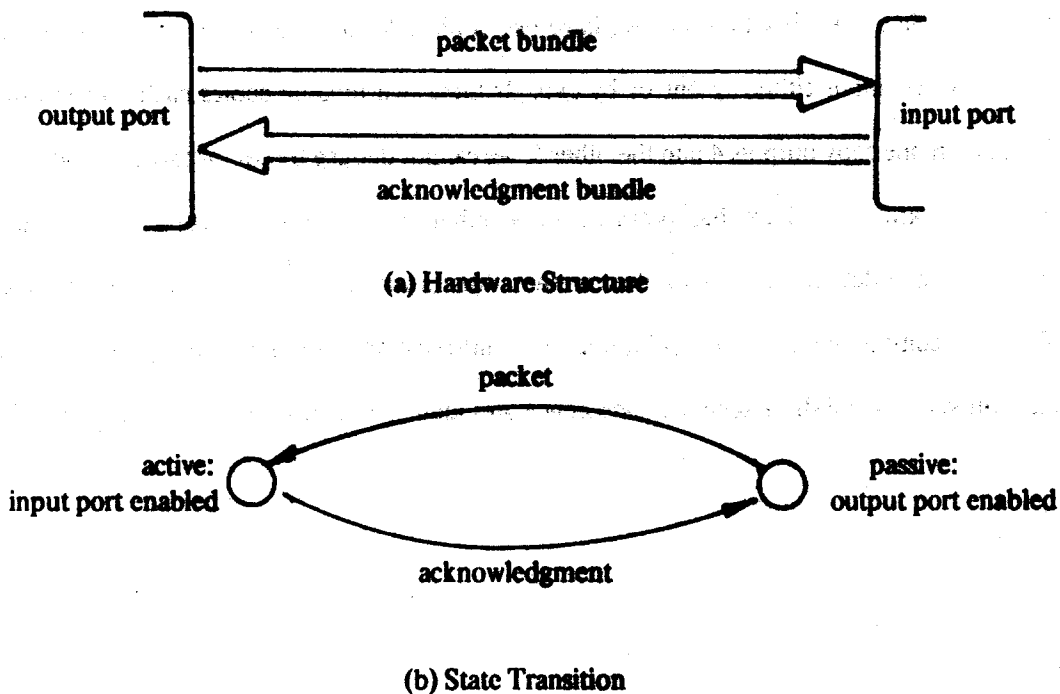 packet bundle
output port
input port
acknowledgment bundle
(a) Hardware Structure
packet
active:
input port enabled
passive:
output port enabled
acknowledgment
(b) State Transition